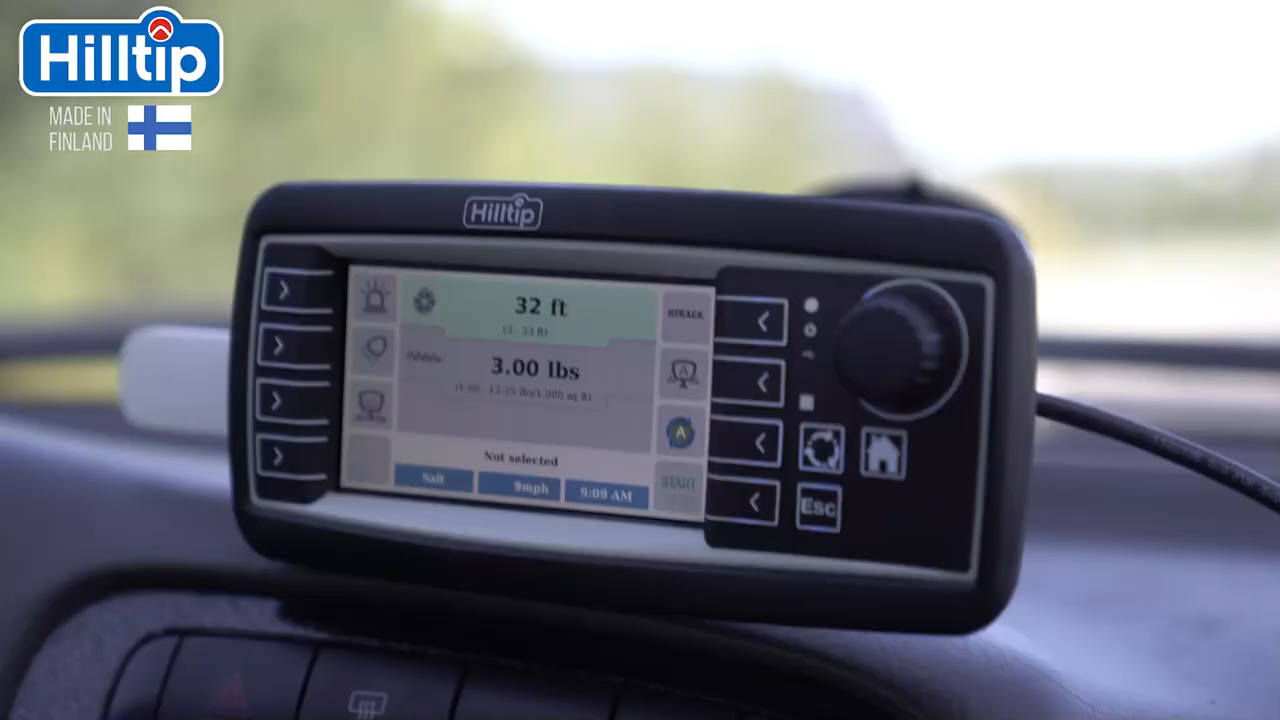 Hilltip
MADE IN
FINLAND
Hilltip
32 ft
HTRACK
3.00 lbs
A
A
Not selected
START
Salt
9mph
9:09 AM
Esc